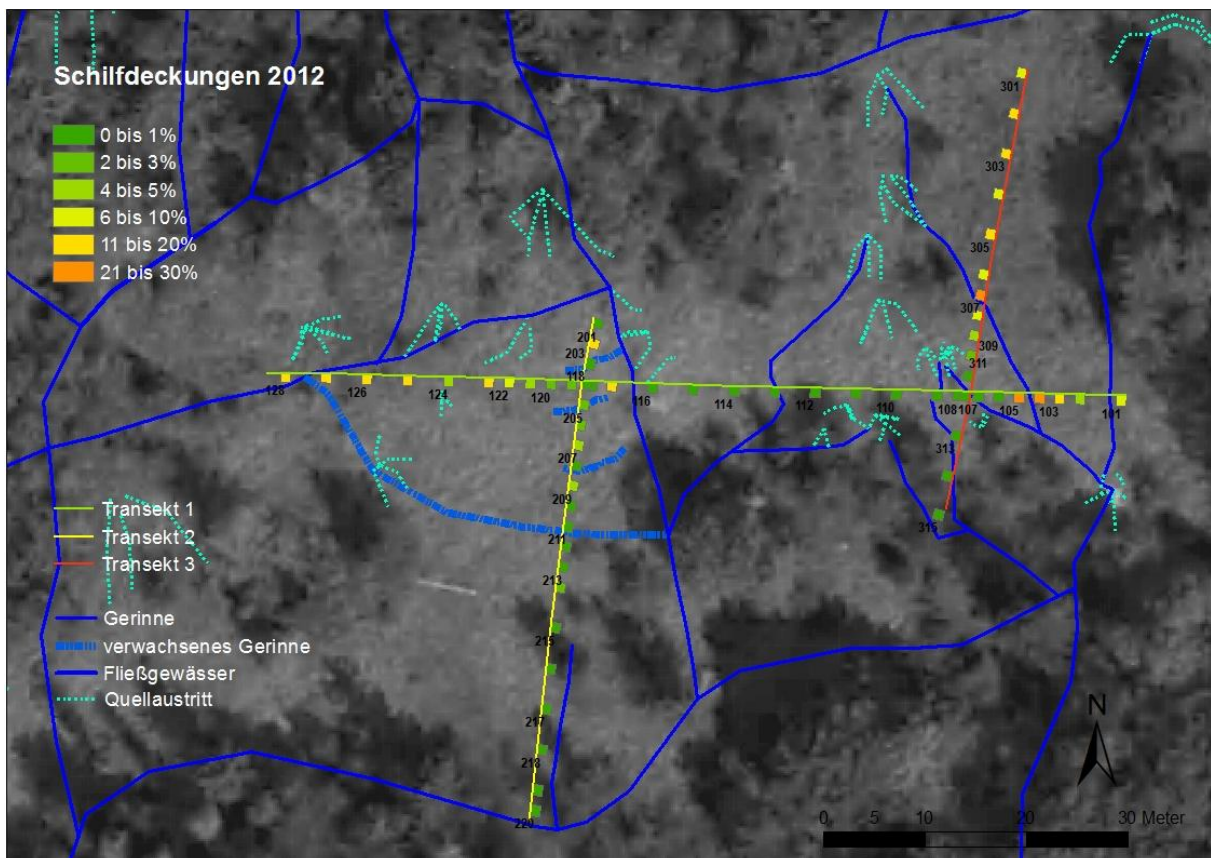 Schilfdeckungen 2012
0 bis 1%
2 bis 3%
4 bis 5%
6 bis 10%
11 bis 20%
21 bis 30%
301
303
305
307
309
311
201
203
118
128
126
124
122
120
116
114
112
110
108
107
105
103
101
205
207
209
211
213
215
217
218
220
313
315
Transekt 1
Transekt 2
Transekt 3
Gerinne
verwachsenes Gerinne
Fließgewässer
Quellaustritt
N
0 5 10 20 30 Meter